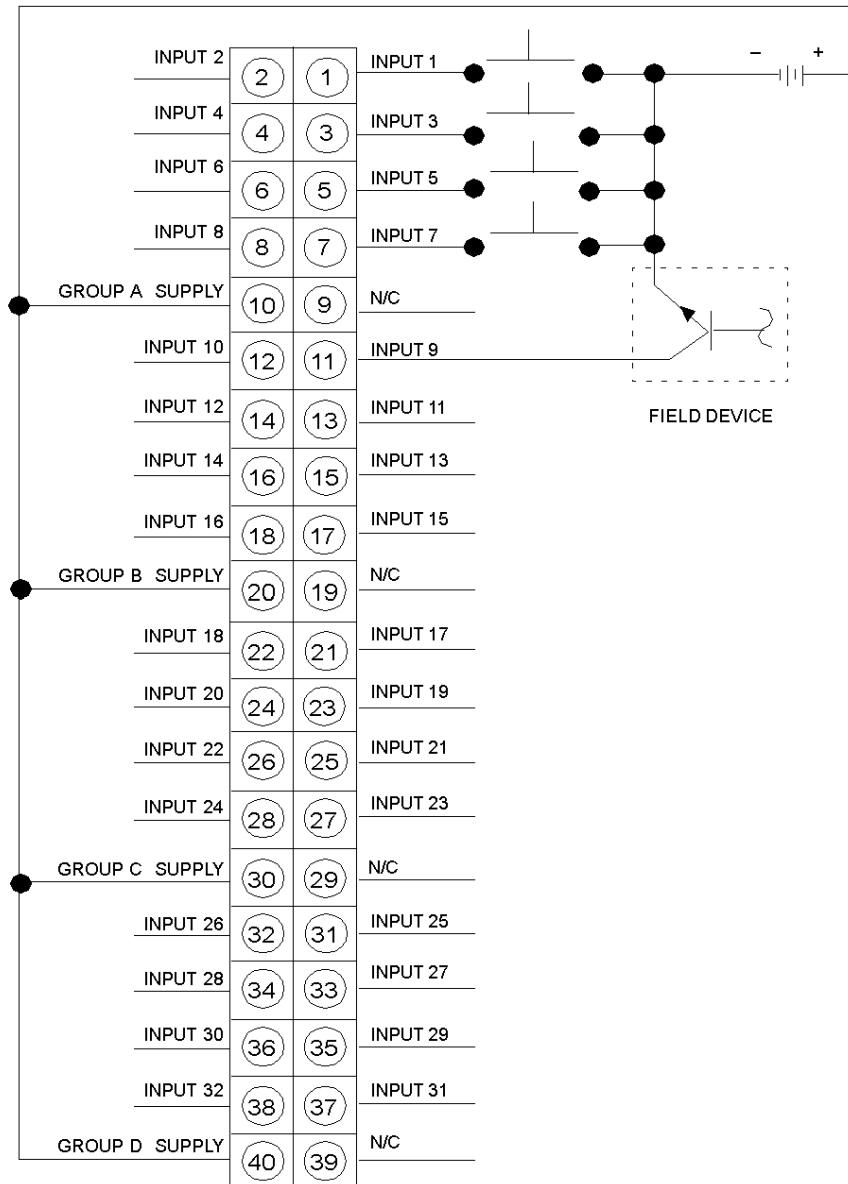 − +
INPUT 2 2 1 INPUT 1
INPUT 4 4 3 INPUT 3
INPUT 6 6 5 INPUT 5
INPUT 8 8 7 INPUT 7
GROUP A SUPPLY 10 9 N/C
INPUT 10 12 11 INPUT 9
FIELD DEVICE
INPUT 12 14 13 INPUT 11
INPUT 14 16 15 INPUT 13
INPUT 16 18 17 INPUT 15
GROUP B SUPPLY 20 19 N/C
INPUT 18 22 21 INPUT 17
INPUT 20 24 23 INPUT 19
INPUT 22 26 25 INPUT 21
INPUT 24 28 27 INPUT 23
GROUP C SUPPLY 30 29 N/C
INPUT 26 32 31 INPUT 25
INPUT 28 34 33 INPUT 27
INPUT 30 36 35 INPUT 29
INPUT 32 38 37 INPUT 31
GROUP D SUPPLY 40 39 N/C